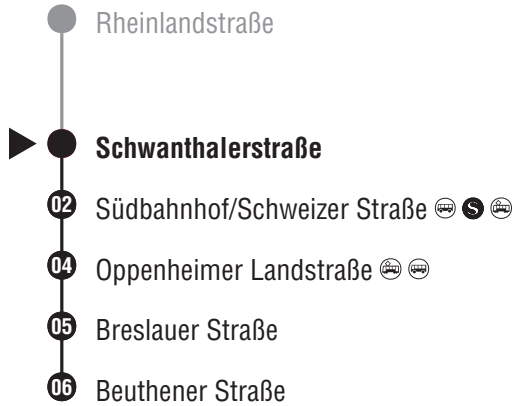 Rheinlandstraße
Schwanthalerstraße
02 Südbahnhof/Schweizer Straße S
04 Oppenheimer Landstraße
05 Breslauer Straße
06 Beuthener Straße